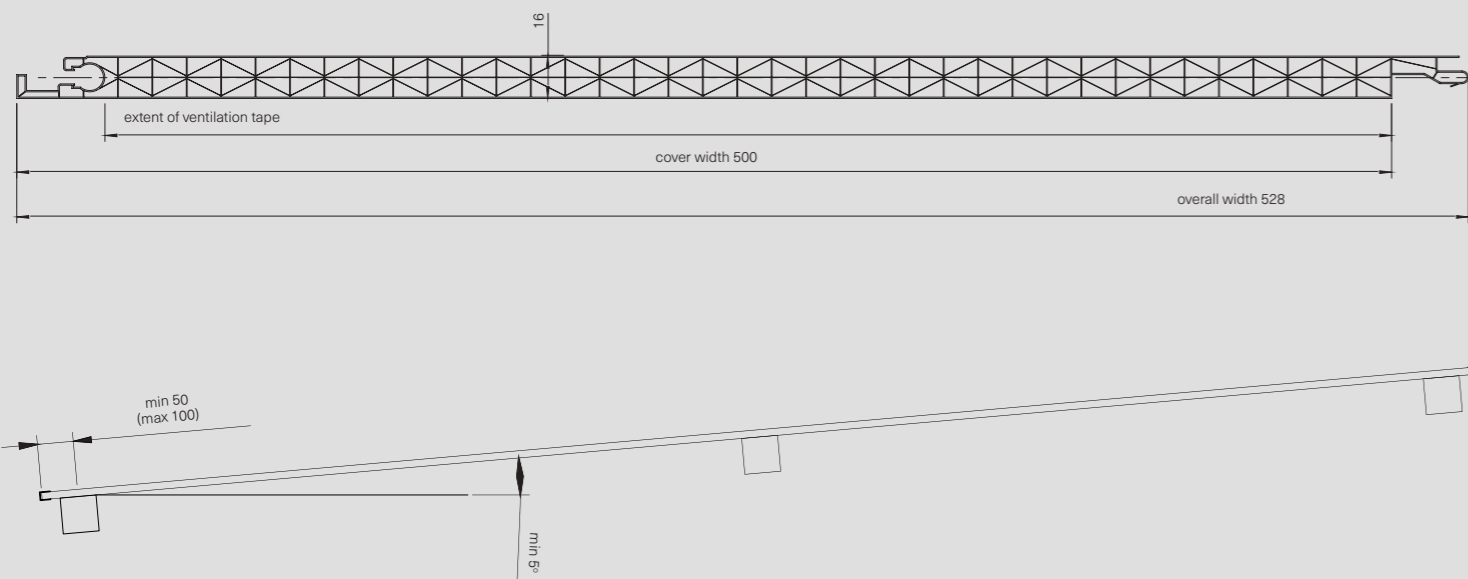 16
extent of ventilation tape
cover width 500
overall width 528
min 50
(max 100)
min 5°